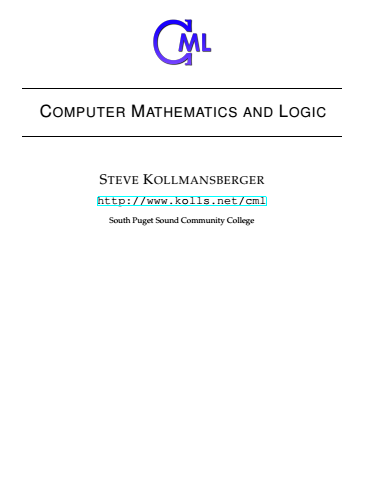 CML
COMPUTER MATHEMATICS AND LOGIC
STEVE KOLLMANSBERGER
http://www.kolls.net/cml
South Puget Sound Community College